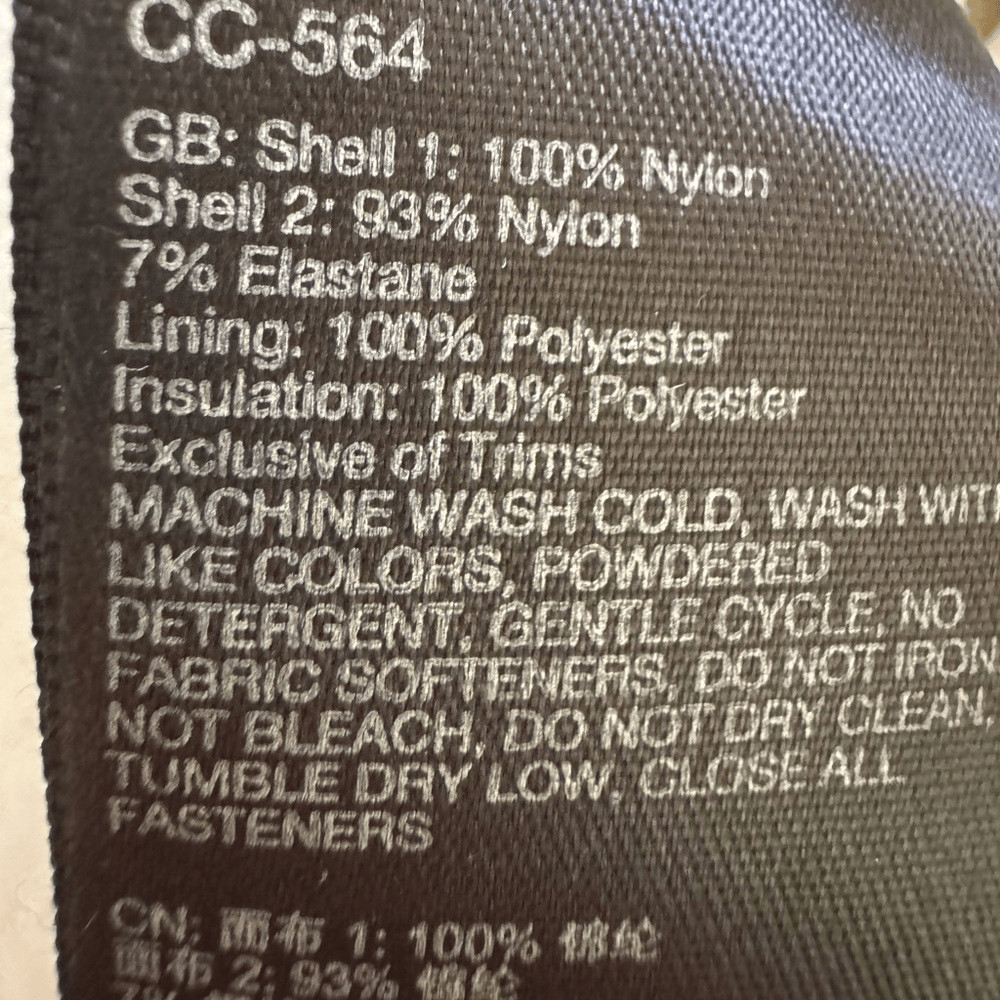 CC-564
GB: Shell 1: 100% Nylon
Shell 2: 93% Nylon
7% Elastane
Lining: 100% Polyester
Insulation: 100% Polyester
Exclusive of Trims
MACHINE WASH COLD, WASH WITH
LIKE COLORS, POWDERED
DETERGENT, GENTLE CYCLE, NO
FABRIC SOFTENERS, DO NOT IRON,
NOT BLEACH, DO NOT DRY CLEAN,
TUMBLE DRY LOW, CLOSE ALL
FASTENERS
CN: 面布 1: 100% 锦纶
面布 2: 93% 锦纶
7%